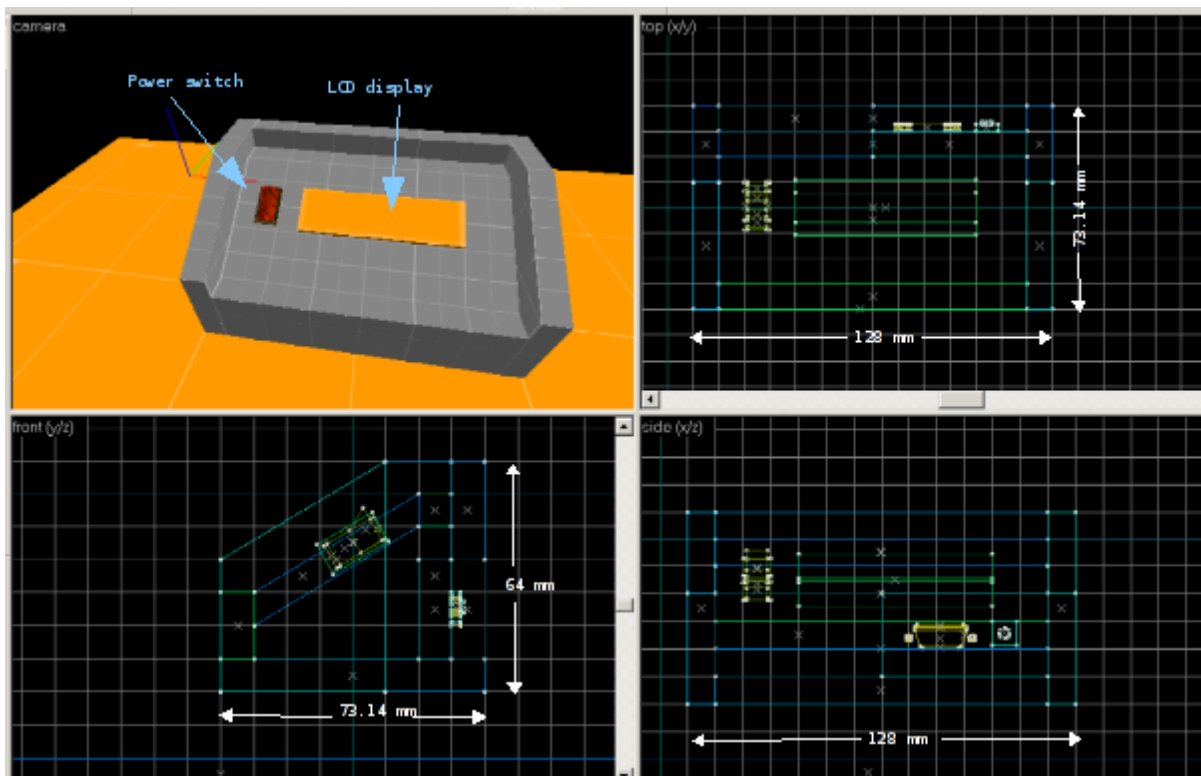 camera
Power switch
LCD display
top (x/y)
73.14 mm
128 mm
front (y/z)
64 mm
73.14 mm
side (x/z)
128 mm